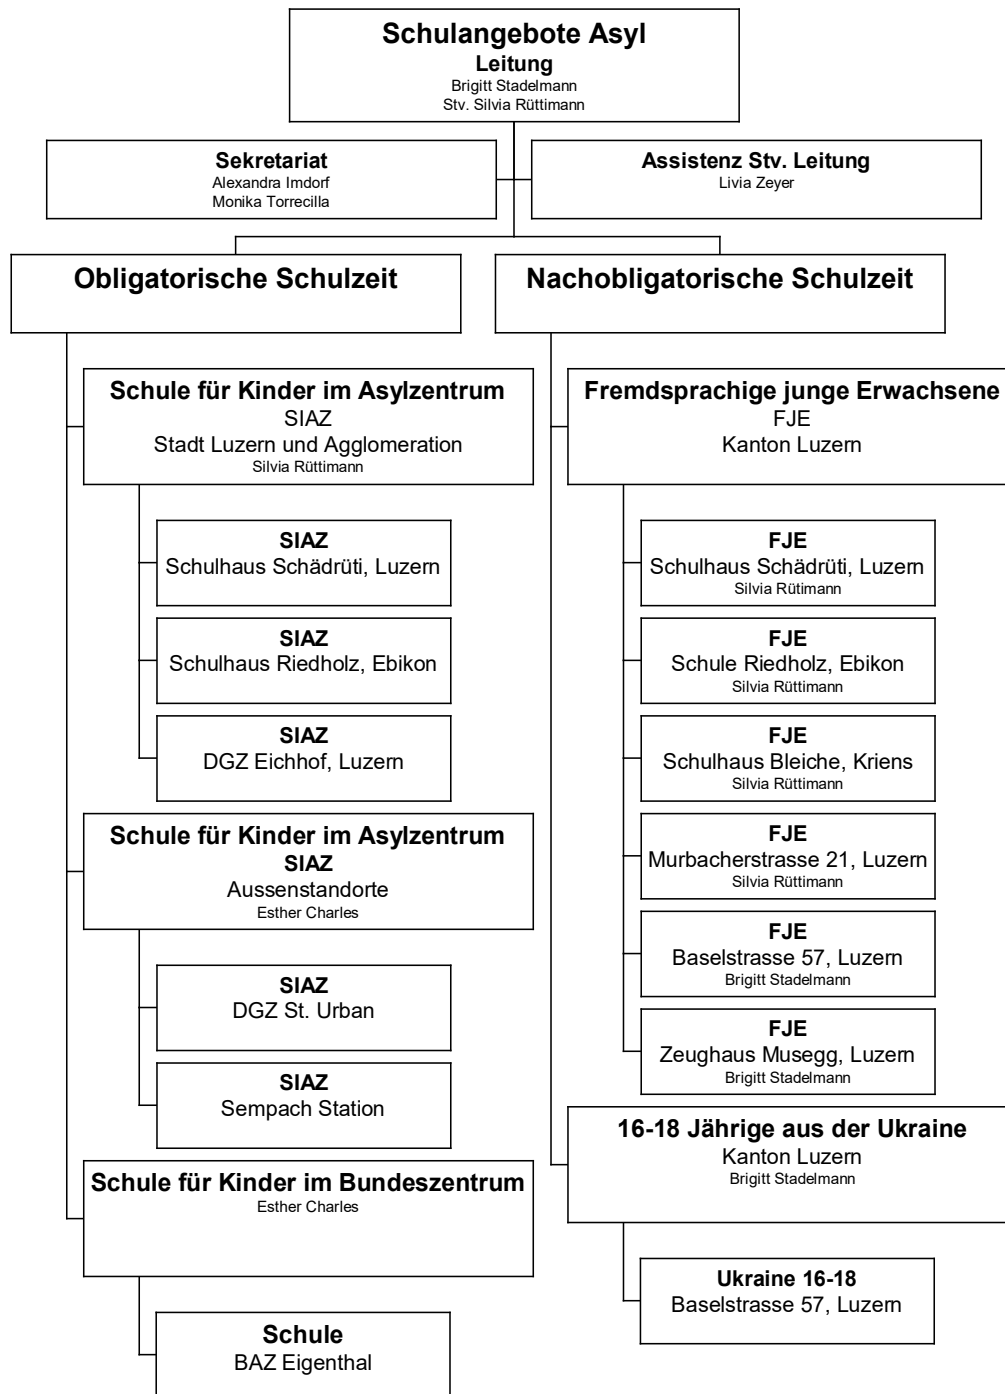 Schulangebote Asyl
Leitung
Brigitt Stadelmann
Stv. Silvia Rüttimann
Sekretariat
Alexandra Imdorf
Monika Torrecilla
Assistenz Stv. Leitung
Livia Zeyer
Obligatorische Schulzeit
Nachobligatorische Schulzeit
Schule für Kinder im Asylzentrum
SIAZ
Stadt Luzern und Agglomeration
Silvia Rüttimann
SIAZ
Schulhaus Schädrüti, Luzern
SIAZ
Schulhaus Riedholz, Ebikon
SIAZ
DGZ Eichhof, Luzern
Schule für Kinder im Asylzentrum
SIAZ
Aussenstandorte
Esther Charles
SIAZ
DGZ St. Urban
SIAZ
Sempach Station
Schule für Kinder im Bundeszentrum
Esther Charles
Schule
BAZ Eigenthal
Fremdsprachige junge Erwachsene
FJE
Kanton Luzern
FJE
Schulhaus Schädrüti, Luzern
Silvia Rütimann
FJE
Schule Riedholz, Ebikon
Silvia Rüttimann
FJE
Schulhaus Bleiche, Kriens
Silvia Rüttimann
FJE
Murbacherstrasse 21, Luzern
Silvia Rüttimann
FJE
Baselstrasse 57, Luzern
Brigitt Stadelmann
FJE
Zeughaus Musegg, Luzern
Brigitt Stadelmann
16-18 Jährige aus der Ukraine
Kanton Luzern
Brigitt Stadelmann
Ukraine 16-18
Baselstrasse 57, Luzern